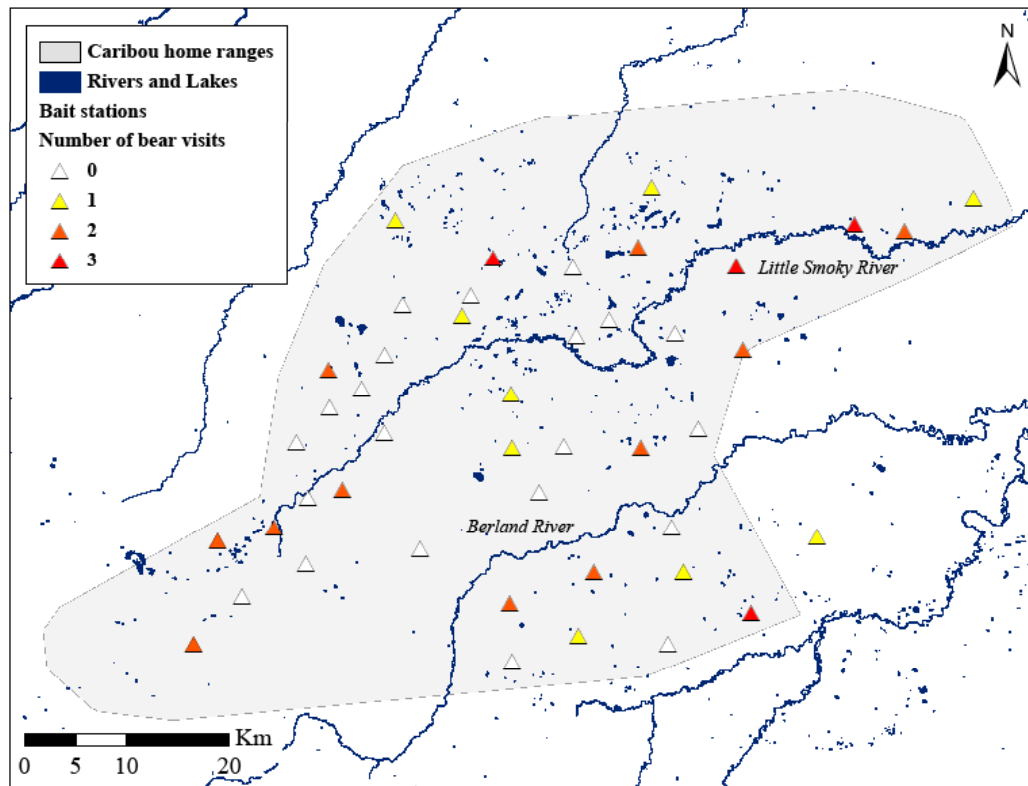 Caribou home ranges
Rivers and Lakes
Bait stations
Number of bear visits
0
1
2
3
N
Little Smoky River
Berland River
Km
0 5 10 20